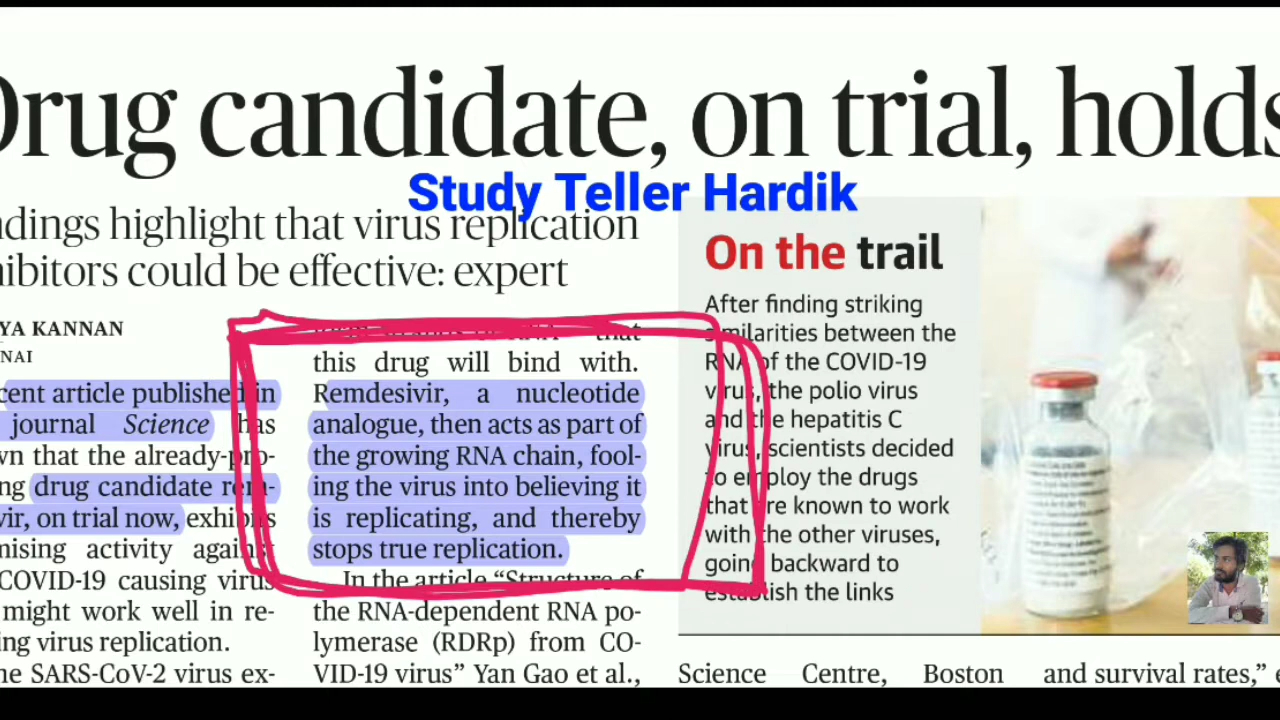 Drug candidate, on trial, holds
Study Teller Hardik
ndings highlight that virus replication
hibitors could be effective: expert
YA KANNAN
NAI
cent article published in
journal Science has
wn that the already-pro-
ng drug candidate rem-
vir, on trial now, exhibits
mising activity against
COVID-19 causing virus
might work well in re-
ing virus replication.
he SARS-CoV-2 virus ex-
that
this drug will bind with.
Remdesivir, a nucleotide
analogue, then acts as part of
the growing RNA chain, fool-
ing the virus into believing it
is replicating, and thereby
stops true replication.
In the article “Structure of
the RNA-dependent RNA po-
lymerase (RDRp) from CO-
VID-19 virus” Yan Gao et al.,
On the trail
After finding striking
similarities between the
RNA of the COVID-19
virus, the polio virus
and the hepatitis C
virus, scientists decided
to employ the drugs
that are known to work
with the other viruses,
going backward to
establish the links
Science Centre, Boston
and survival rates,” e